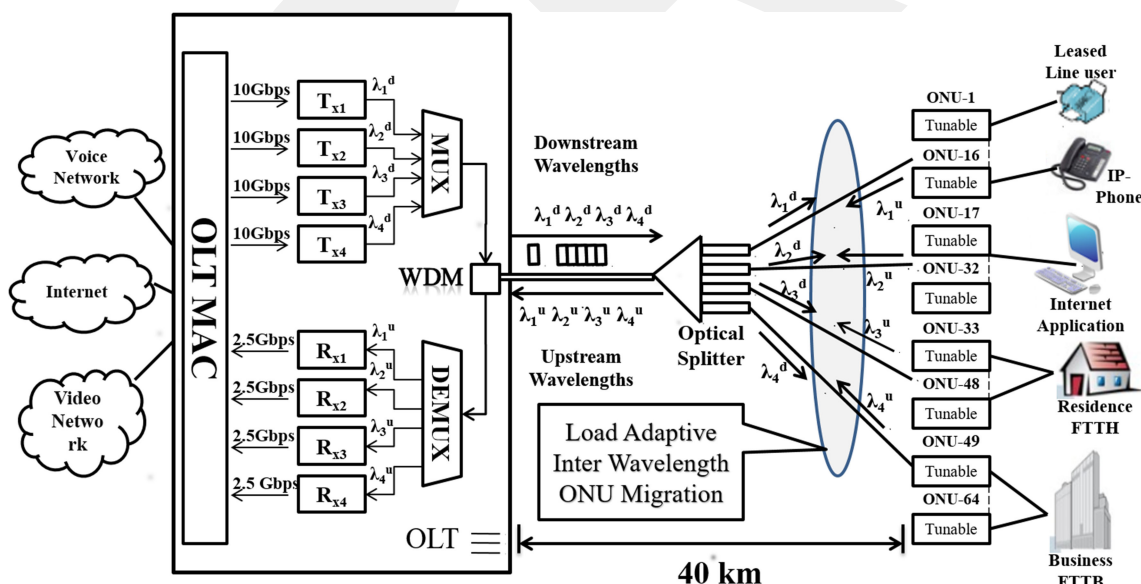 Voice
Network
Internet
Video
Netwo
rk
OLT MAC
10Gbps
10Gbps
10Gbps
10Gbps
Tx1
Tx2
Tx3
Tx4
λ1d
λ2d
λ3d
λ4d
MUX
WDM
2.5Gbps
2.5Gbps
2.5Gbps
2.5 Gbps
Rx1
Rx2
Rx3
Rx4
λ1u
λ2u
λ3u
λ4u
DEMUX
OLT
Downstream
Wavelengths
λ1d λ2d λ3d λ4d
λ1u λ2u λ3u λ4u
Upstream
Wavelengths
Optical
Splitter
λ1d
λ1u
λ2d
λ2u
λ3d
λ3u
λ4d
λ4u
Load Adaptive
Inter Wavelength
ONU Migration
40 km
ONU-1
Tunable
ONU-16
Tunable
ONU-17
Tunable
ONU-32
Tunable
ONU-33
Tunable
ONU-48
Tunable
ONU-49
Tunable
ONU-64
Tunable
Leased
Line user
IP-
Phone
Internet
Application
Residence
FTTH
Business
FTTB